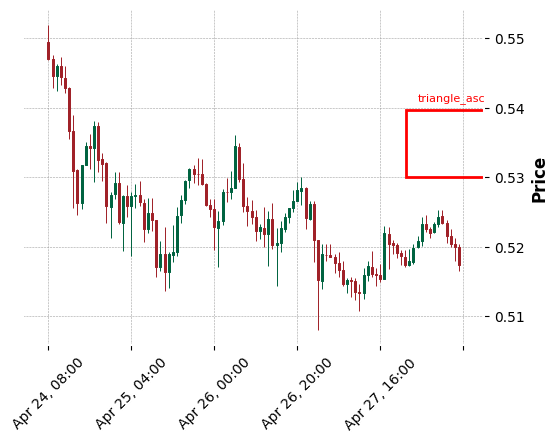 0.55
triangle_asc
0.54
0.53
0.52
0.51
Price
Apr 24, 08:00
Apr 25, 04:00
Apr 26, 00:00
Apr 26, 20:00
Apr 27, 16:00